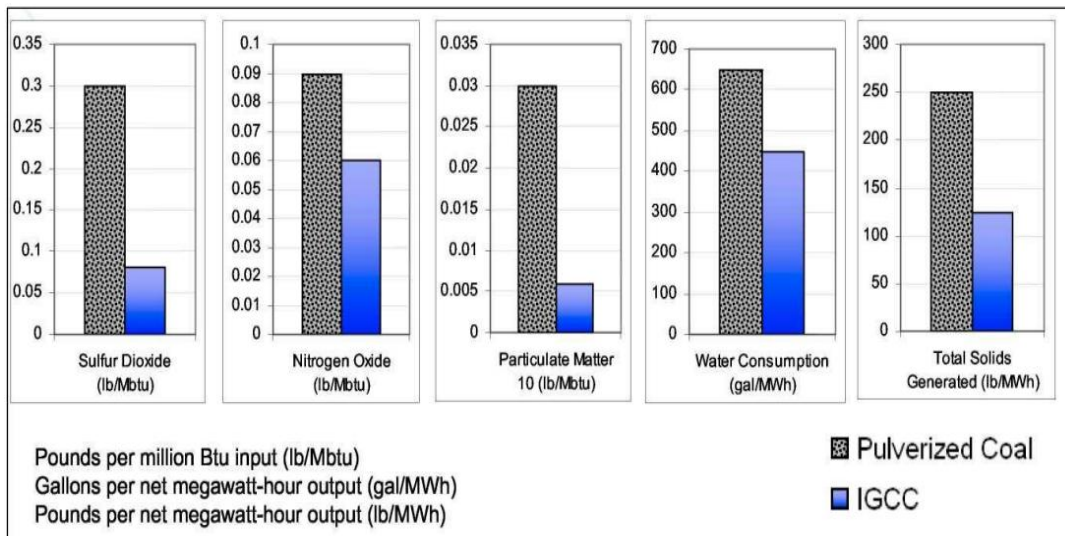 0.35
0.3
0.25
0.2
0.15
0.1
0.05
0
Sulfur Dioxide
(lb/Mbtu)
0.1
0.09
0.08
0.07
0.06
0.05
0.04
0.03
0.02
0.01
0
Nitrogen Oxide
(lb/Mbtu)
0.035
0.03
0.025
0.02
0.015
0.01
0.005
0
Particulate Matter
10 (lb/Mbtu)
700
600
500
400
300
200
100
0
Water Consumption
(gal/MWh)
300
250
200
150
100
50
0
Total Solids
Generated (lb/MWh)
Pounds per million Btu input (lb/Mbtu)
Gallons per net megawatt-hour output (gal/MWh)
Pounds per net megawatt-hour output (lb/MWh)
Pulverized Coal
IGCC